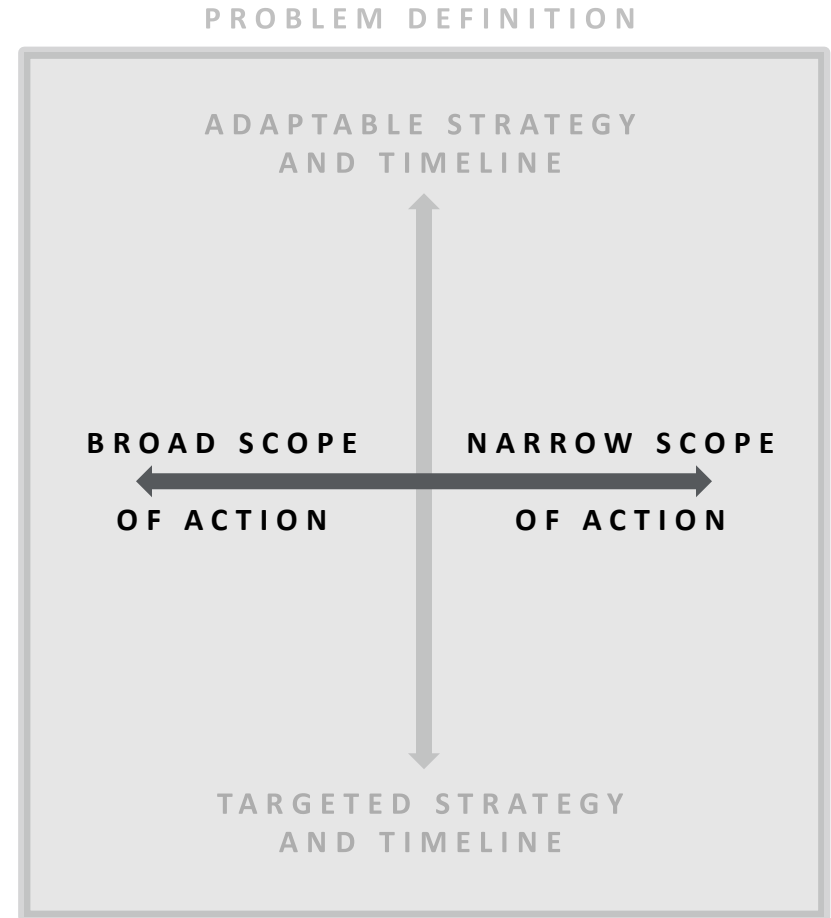 PROBLEM DEFINITION
ADAPTABLE STRATEGY
AND TIMELINE
BROAD SCOPE
OF ACTION
NARROW SCOPE
OF ACTION
TARGETED STRATEGY
AND TIMELINE